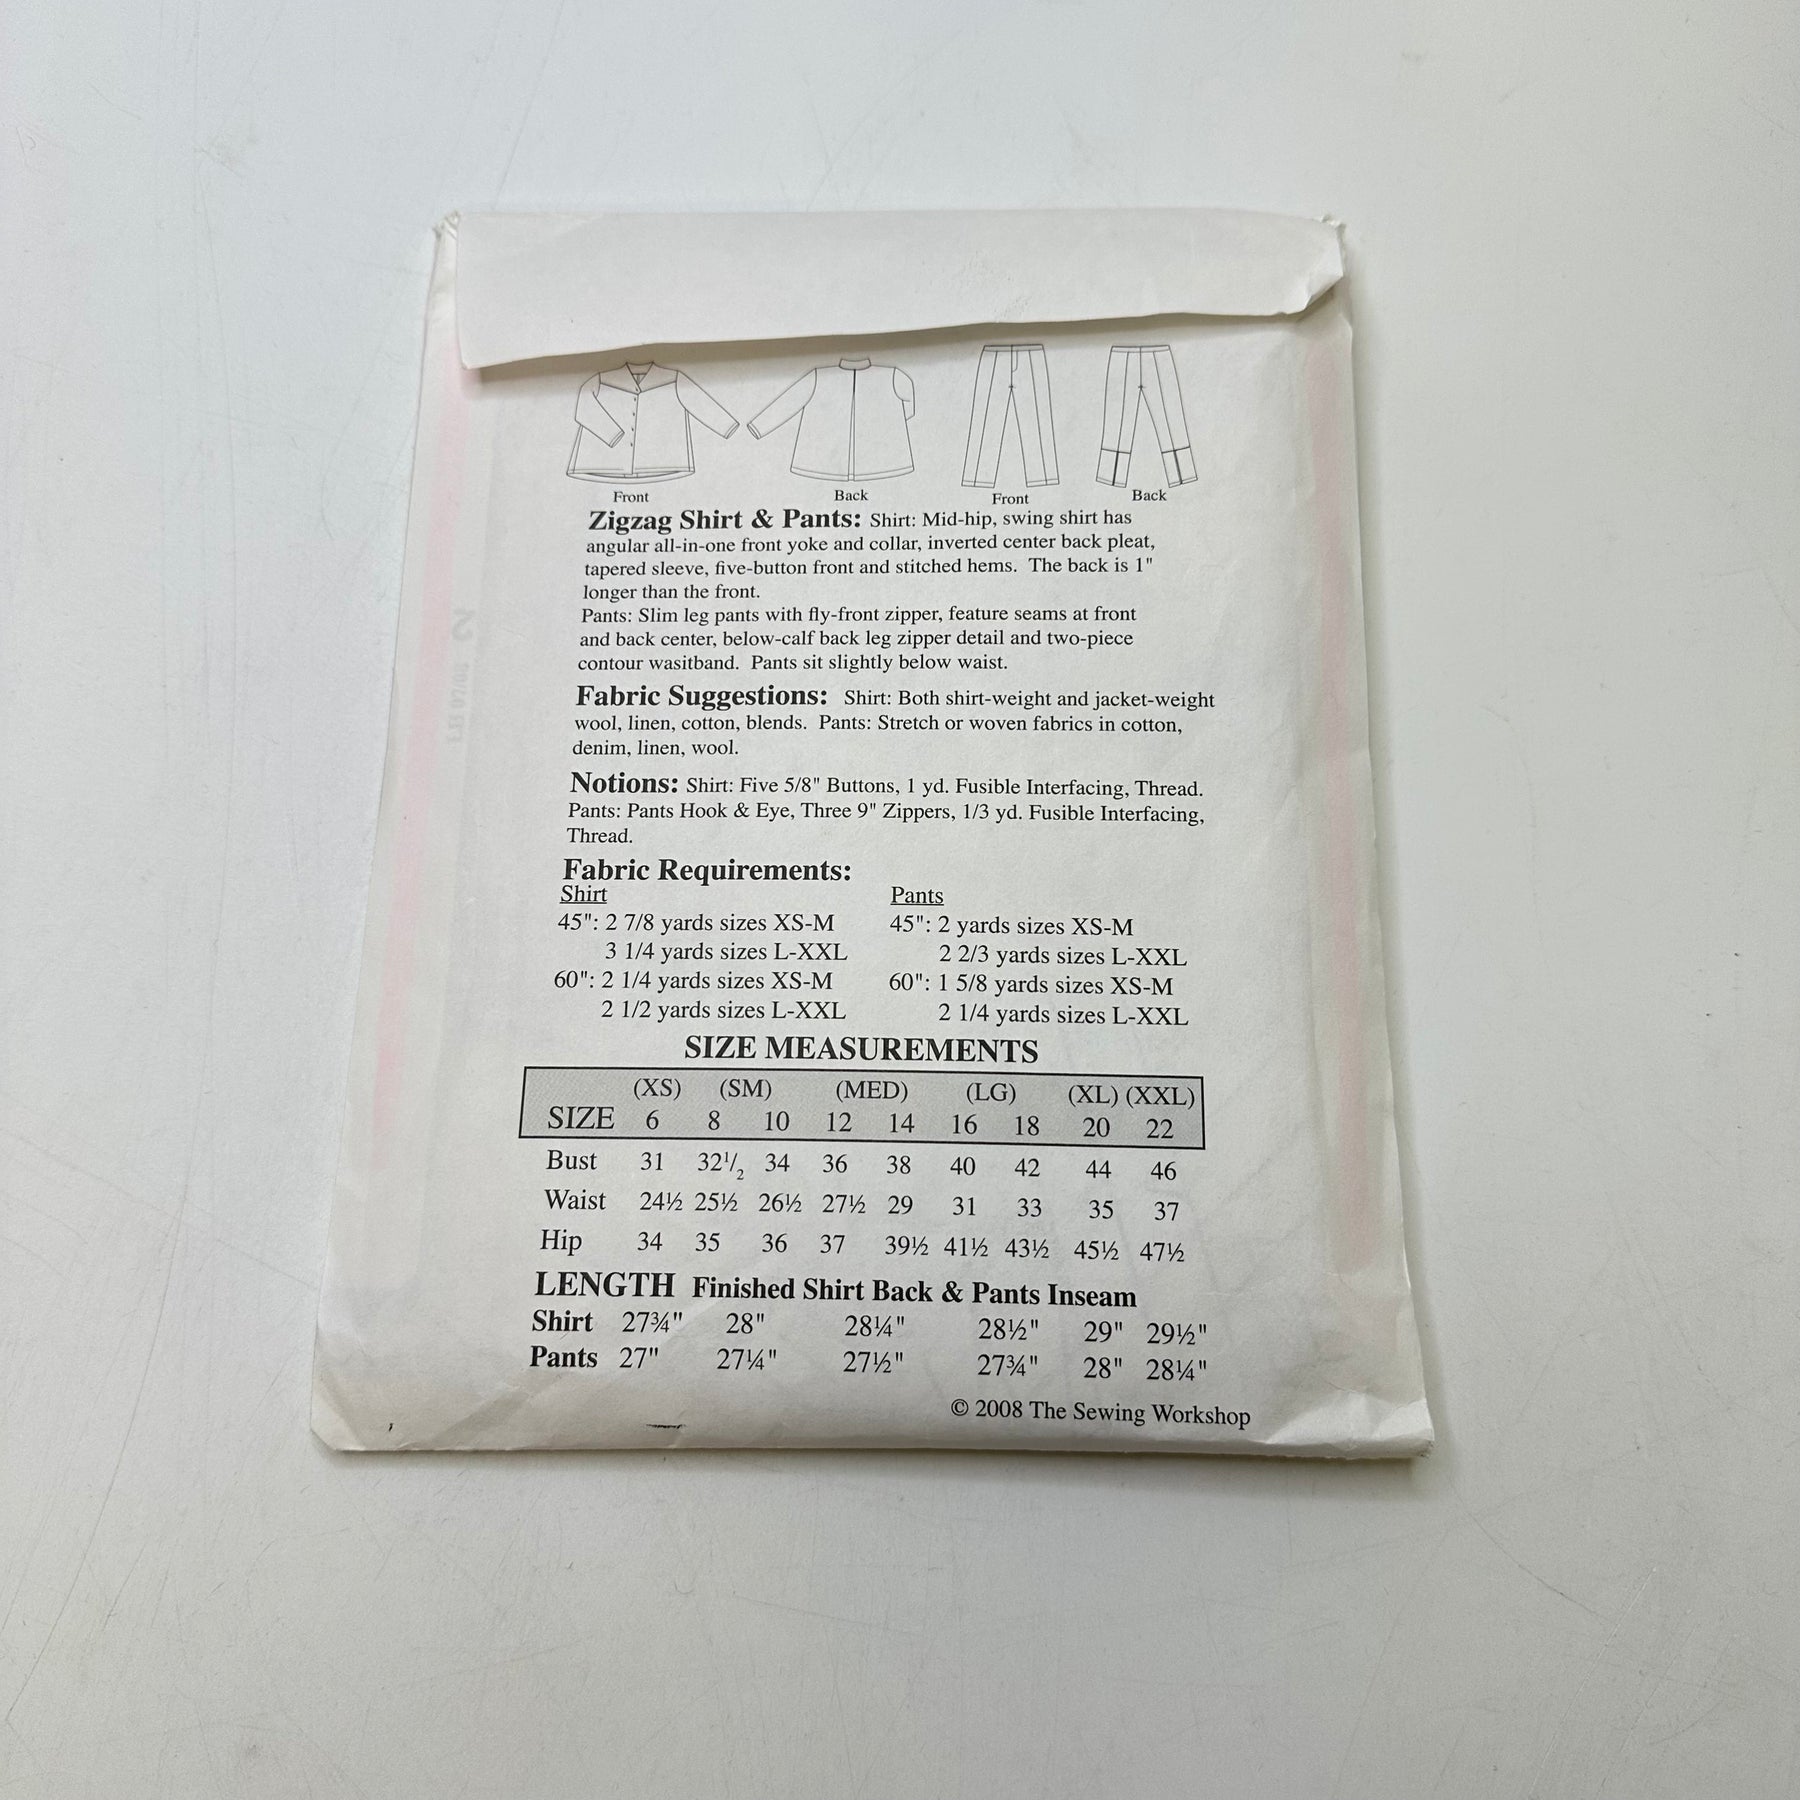 Front
Back
Front
Back
Zigzag Shirt & Pants: Shirt: Mid-hip, swing shirt has
angular all-in-one front yoke and collar, inverted center back pleat,
tapered sleeve, five-button front and stitched hems. The back is 1"
longer than the front.
Pants: Slim leg pants with fly-front zipper, feature seams at front
and back center, below-calf back leg zipper detail and two-piece
contour wasitband. Pants sit slightly below waist.
Fabric Suggestions: Shirt: Both shirt-weight and jacket-weight
wool, linen, cotton, blends. Pants: Stretch or woven fabrics in cotton,
denim, linen, wool.
Notions: Shirt: Five 5/8" Buttons, 1 yd. Fusible Interfacing, Thread.
Pants: Pants Hook & Eye, Three 9" Zippers, 1/3 yd. Fusible Interfacing,
Thread.
Fabric Requirements:
Shirt
45": 2 7/8 yards sizes XS-M
3 1/4 yards sizes L-XXL
60": 2 1/4 yards sizes XS-M
2 1/2 yards sizes L-XXL
Pants
45": 2 yards sizes XS-M
2 2/3 yards sizes L-XXL
60": 1 5/8 yards sizes XS-M
2 1/4 yards sizes L-XXL
SIZE MEASUREMENTS
(XS) (SM) (MED) (LG) (XL) (XXL)
SIZE 6 8 10 12 14 16 18 20 22
Bust 31 32½ 34 36 38 40 42 44 46
Waist 24½ 25½ 26½ 27½ 29 31 33 35 37
Hip 34 35 36 37 39½ 41½ 43½ 45½ 47½
LENGTH Finished Shirt Back & Pants Inseam
Shirt 27¾" 28" 28¼" 28½" 29" 29½"
Pants 27" 27¼" 27½" 27¾" 28" 28¼"
© 2008 The Sewing Workshop